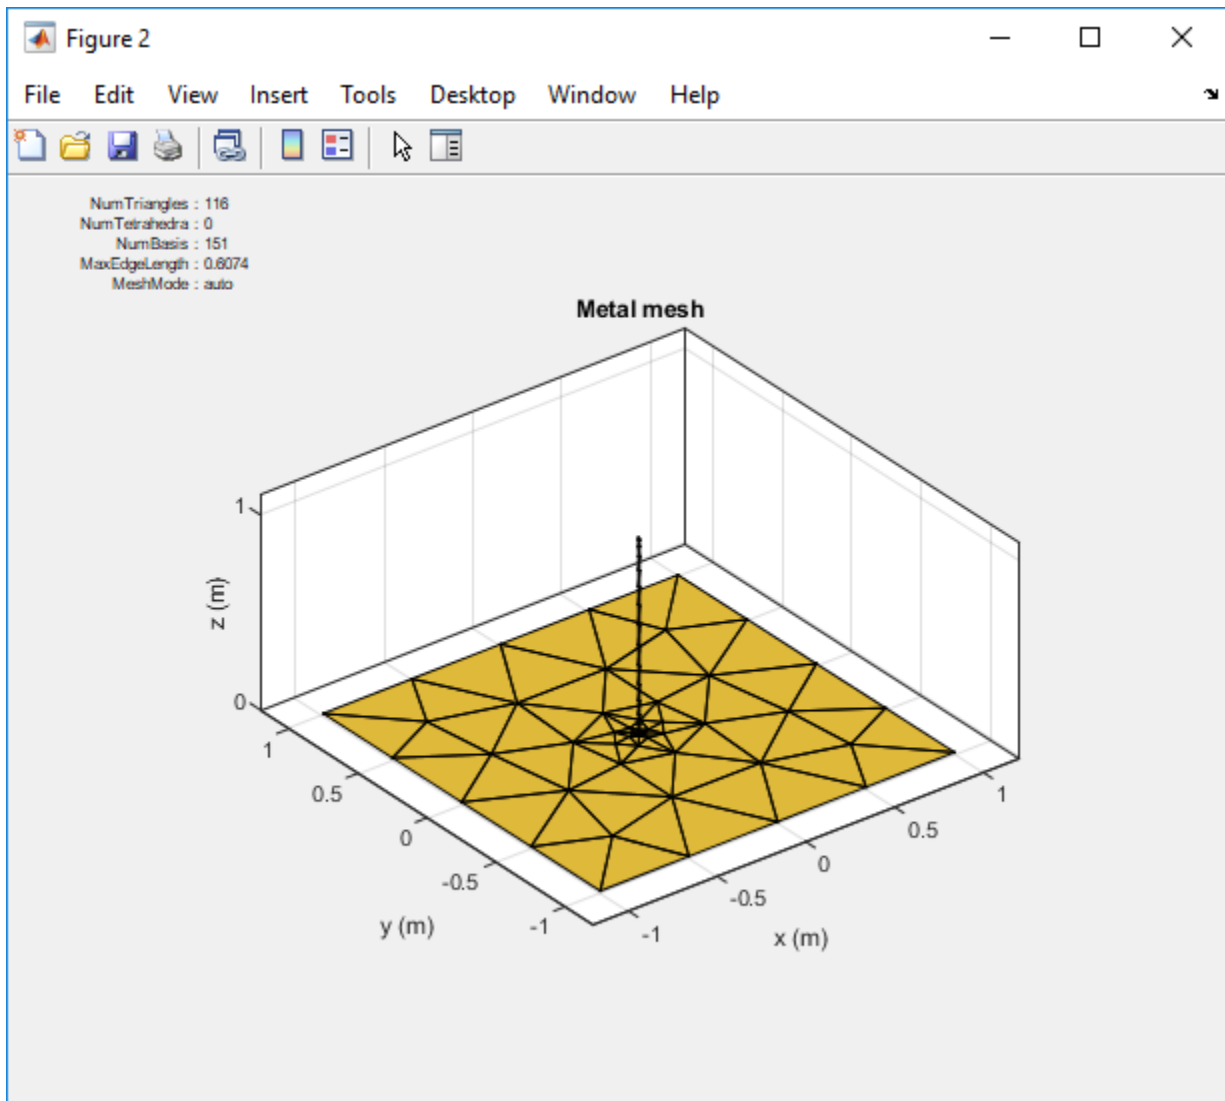 Figure 2
File Edit View Insert Tools Desktop Window Help
NumTriangles : 116
NumTetrahedra : 0
NumBasis : 151
MaxEdgeLength : 0.6074
MeshMode : auto
Metal mesh
1
0
z (m)
1
0.5
0
-0.5
-1
y (m)
-1
-0.5
0
0.5
1
x (m)